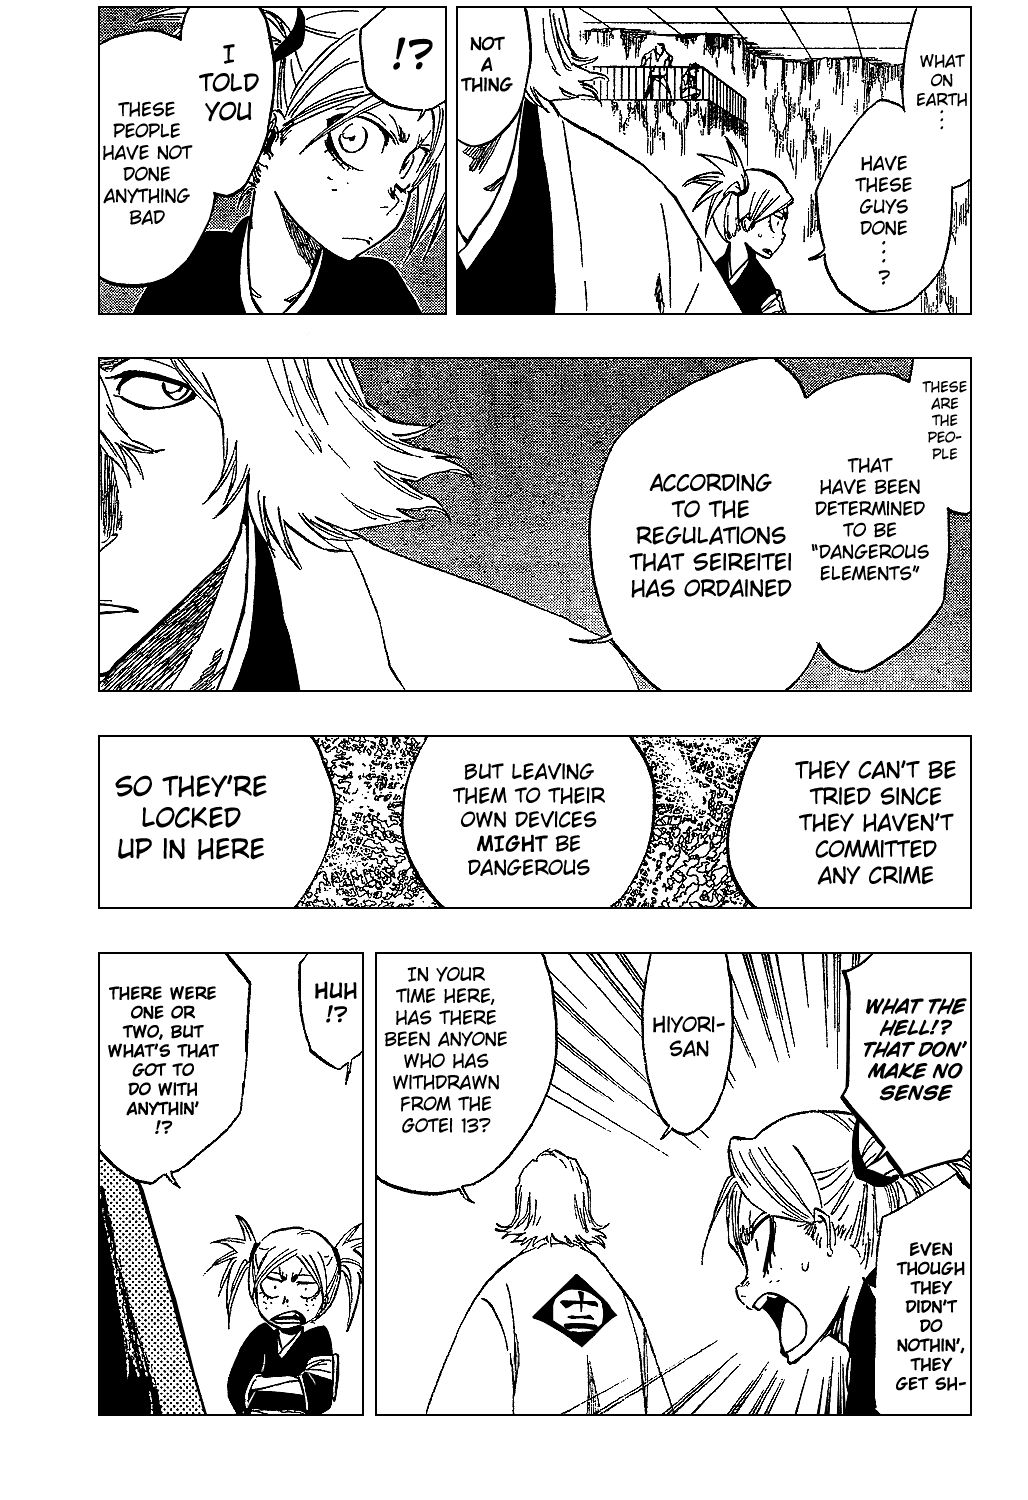 WHAT
ON
EARTH
...
HAVE
THESE
GUYS
DONE
...
?
NOT
A
THING
!?
I
TOLD
YOU
THESE
PEOPLE
HAVE NOT
DONE
ANYTHING
BAD
THESE
ARE
THE
PEO-
PLE
THAT
HAVE BEEN
DETERMINED
TO BE
"DANGEROUS
ELEMENTS"
ACCORDING
TO THE
REGULATIONS
THAT SEIREITEI
HAS ORDAINED
THEY CAN'T BE
TRIED SINCE
THEY HAVEN'T
COMMITTED
ANY CRIME
BUT LEAVING
THEM TO THEIR
OWN DEVICES
MIGHT BE
DANGEROUS
SO THEY'RE
LOCKED
UP IN HERE
WHAT THE
HELL!?
THAT DON'
MAKE NO
SENSE
EVEN
THOUGH
THEY
DIDN'T
DO
NOTHIN',
THEY
GET SH-
HIYORI-
SAN
IN YOUR
TIME HERE,
HAS THERE
BEEN ANYONE
WHO HAS
WITHDRAWN
FROM THE
GOTEI 13?
十二
HUH
!?
THERE WERE
ONE OR
TWO, BUT
WHAT'S THAT
GOT TO
DO WITH
ANYTHIN'
!?